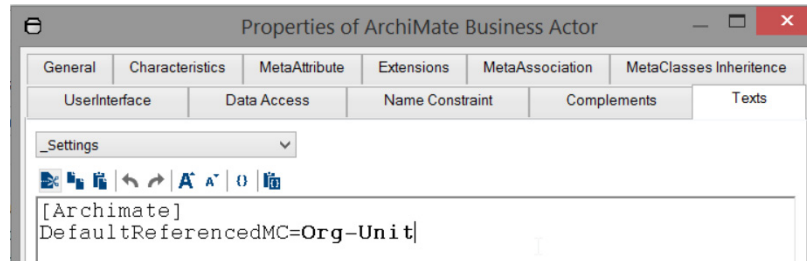 Properties of ArchiMate Business Actor
General Characteristics MetaAttribute Extensions MetaAssociation MetaClasses Inheritence
UserInterface Data Access Name Constraint Complements Texts
_Settings
[Archimate]
DefaultReferencedMC=Org-Unit